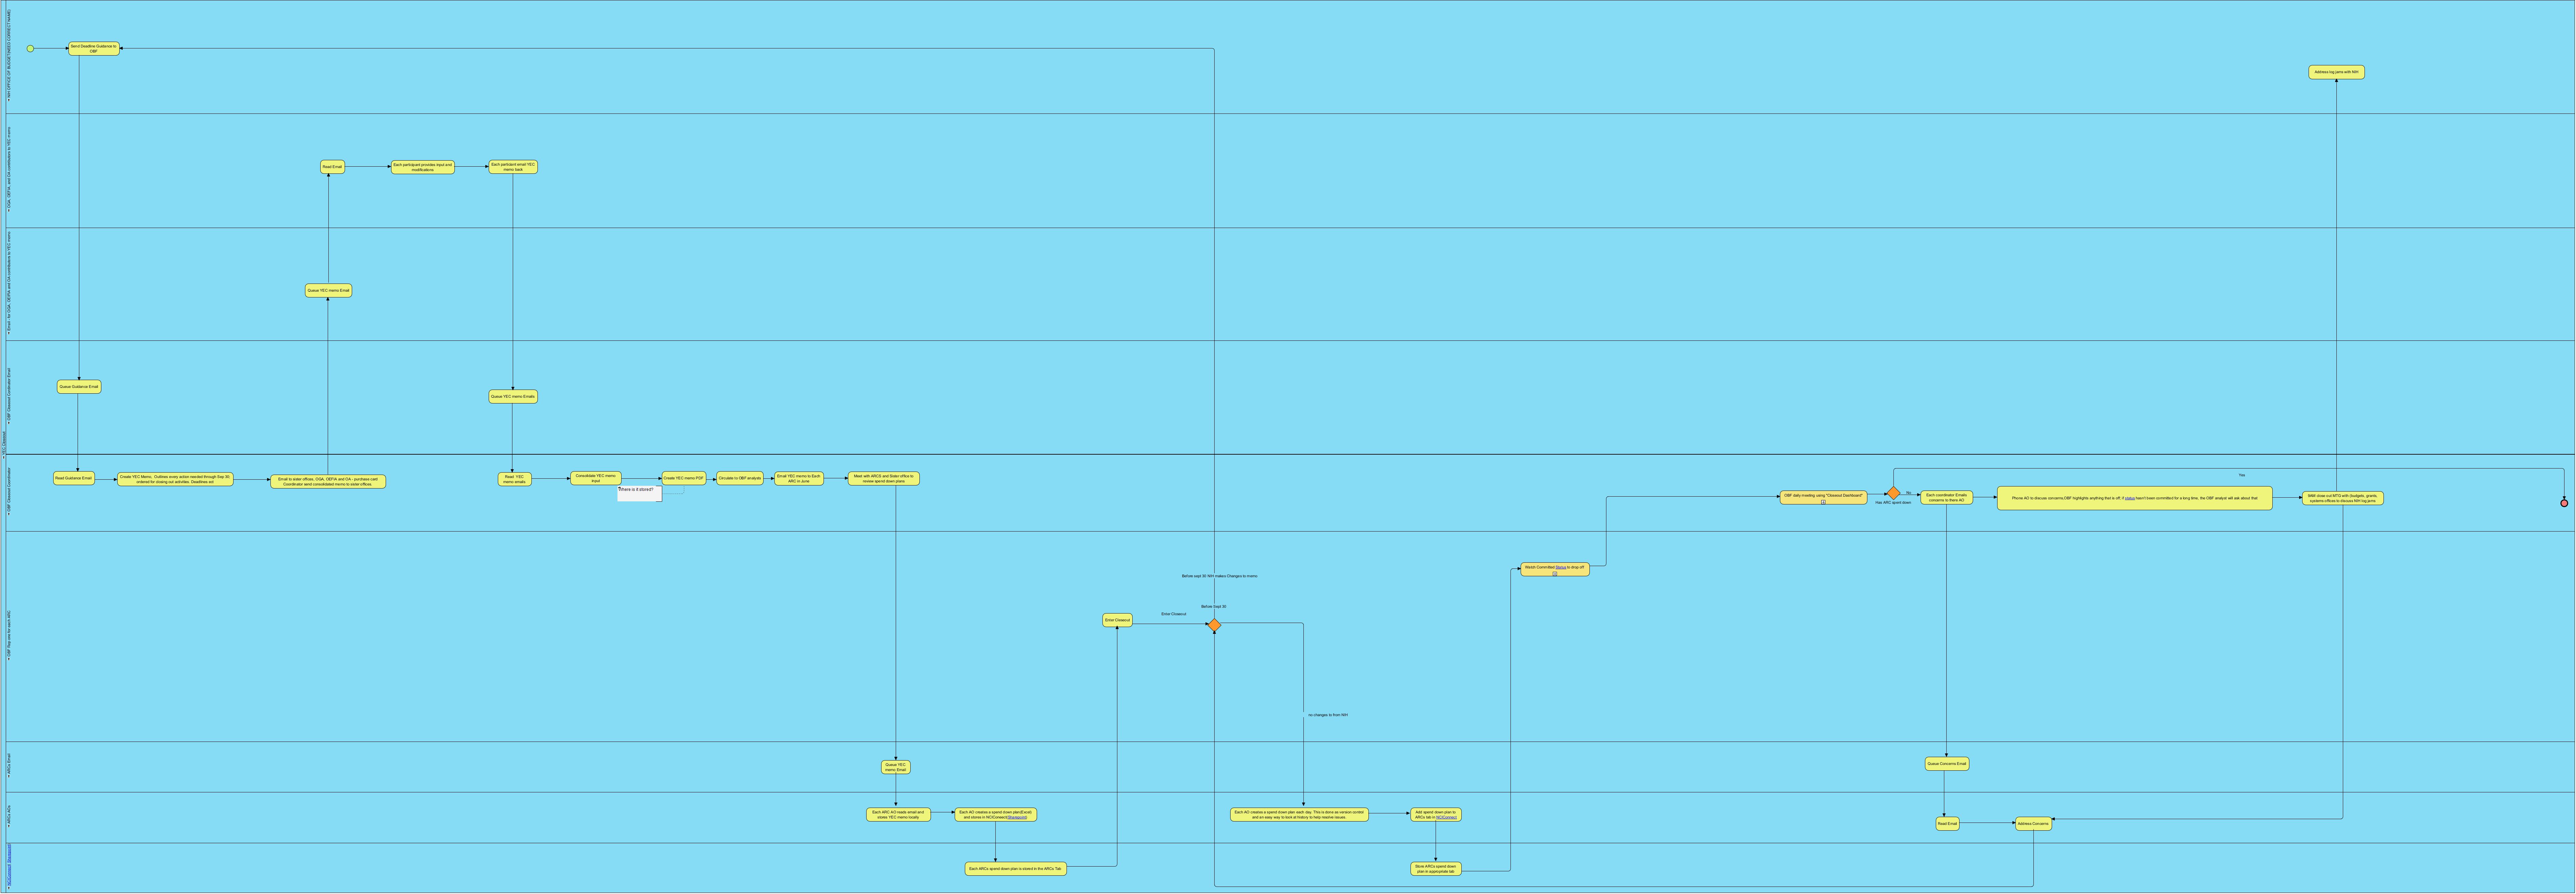 YEC Closeout
NIH OFFICE OF BUDGET(NEED CORRECT NAME)
Send Deadline Guidance to
OBF
Address log jams with NIH
OGA, OEFIA, and OA contributors to YEC memo
Read Email
Each participant provides input and
modifications
Each participant email YEC
memo back
Email - for OGA, OEFIA and OA contributors to YEC memo
Queue YEC memo Email
OBF Closeout Coordinator Email
Queue Guidance Email
Queue YEC memo Emails
OBF Closeout Coordinator
Read Guidance Email
Create YEC Memo. Outlines every action needed through Sep 30,
ordered for closing out activities. Deadlines set
Email to sister offices, OGA, OEFIA and OA - purchase card.
Coordinator send consolidated memo to sister offices.
Read YEC
memo emails
Consolidate YEC memo
input
Where is it stored?
Create YEC memo PDF
Circulate to OBF analysts
Email YEC memo to Each
ARC in June
Meet with ARCS and Sister office to
review spend down plans
OBF daily meeting using "Closeout Dashboard"
No
Has ARC spent down
Yes
Each coordinator Emails
concerns to there AO
Phone AO to discuss concerns,OBF highlights anything that is off, if status hasn't been committed for a long time, the OBF analyst will ask about that
With close out MTG with (budgets, grants,
systems offices to discuss NIH log jams
OBF Rep site for each ARC
Watch Committed Status to drop off
Before sept 30 NIH makes Changes to memo
Before sept 30
Enter Closeout
Enter Closeout
no changes to from NIH
ARCs Email
Queue YEC
memo Email
Queue Concerns Email
ARCs AOs
Each ARC AO reads email and
stores YEC memo locally
Each AO creates a spend down plan(Excel)
and stores in NCIConnect(Sharepoint)
Each AO creates a spend down plan each day. This is done as version control
and an easy way to look at history to help resolve issues.
Add spend down plan to
ARCs tab in NCIConnect
Read Email
Address Concerns
NCIConnect (Sharepoint)
Each ARCs spend down plan is stored in the ARCs Tab.
Store ARCs spend down
plan in appropriate tab